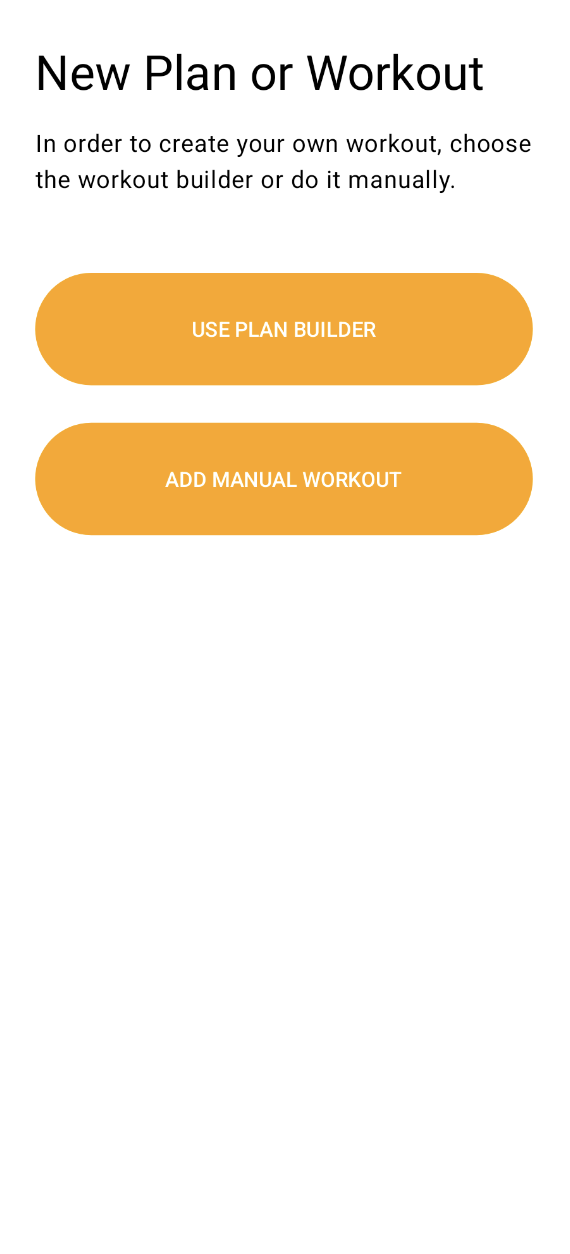 New Plan or Workout
In order to create your own workout, choose
the workout builder or do it manually.
USE PLAN BUILDER
ADD MANUAL WORKOUT